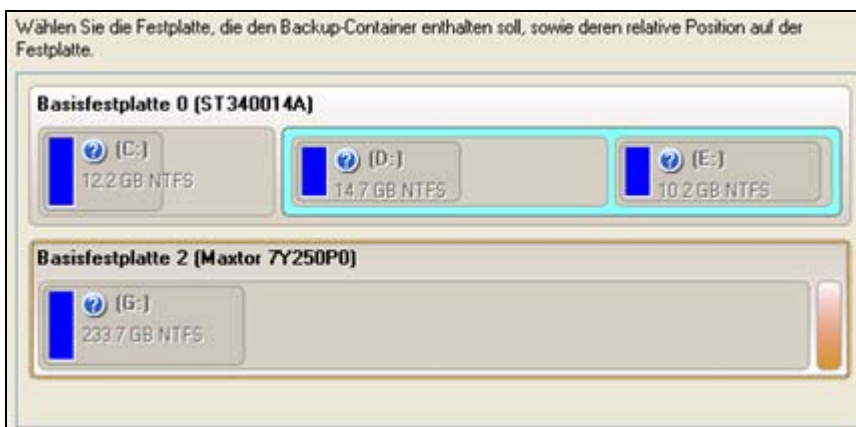 Wählen Sie die Festplatte, die den Backup-Container enthalten soll, sowie deren relative Position auf der
Festplatte.
Basisfestplatte 0 (ST340014A)
(C:)
12.2 GB NTFS
(D:)
14.7 GB NTFS
(E:)
10.2 GB NTFS
Basisfestplatte 2 (Maxtor 7Y250P0)
(G:)
233.7 GB NTFS